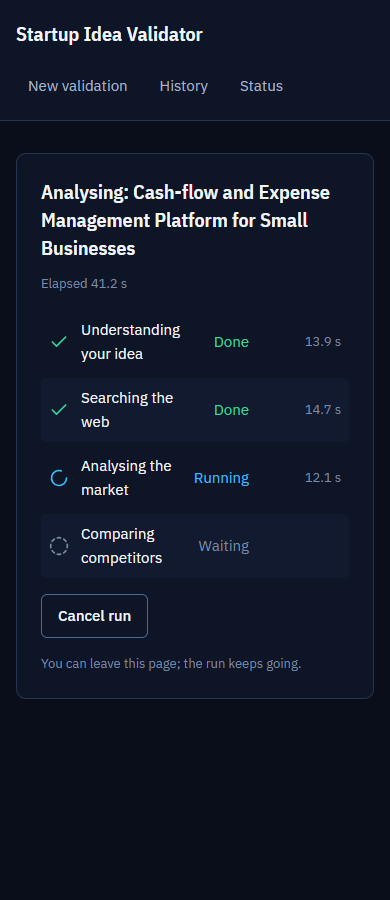 Startup Idea Validator
New validation History Status
Analysing: Cash-flow and Expense
Management Platform for Small
Businesses
Elapsed 41.2 s
Understanding
your idea
Done
13.9 s
Searching the
web
Done
14.7 s
Analysing the
market
Running
12.1 s
Comparing
competitors
Waiting
Cancel run
You can leave this page; the run keeps going.